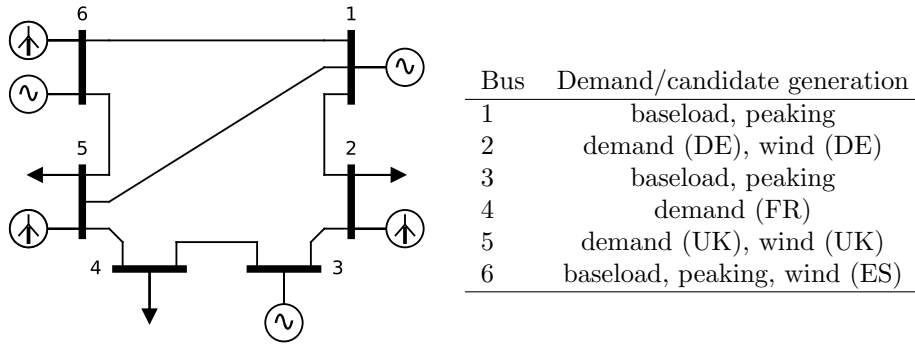 6
1
5
2
4
3
Bus Demand/candidate generation
1 baseload, peaking
2 demand (DE), wind (DE)
3 baseload, peaking
4 demand (FR)
5 demand (UK), wind (UK)
6 baseload, peaking, wind (ES)